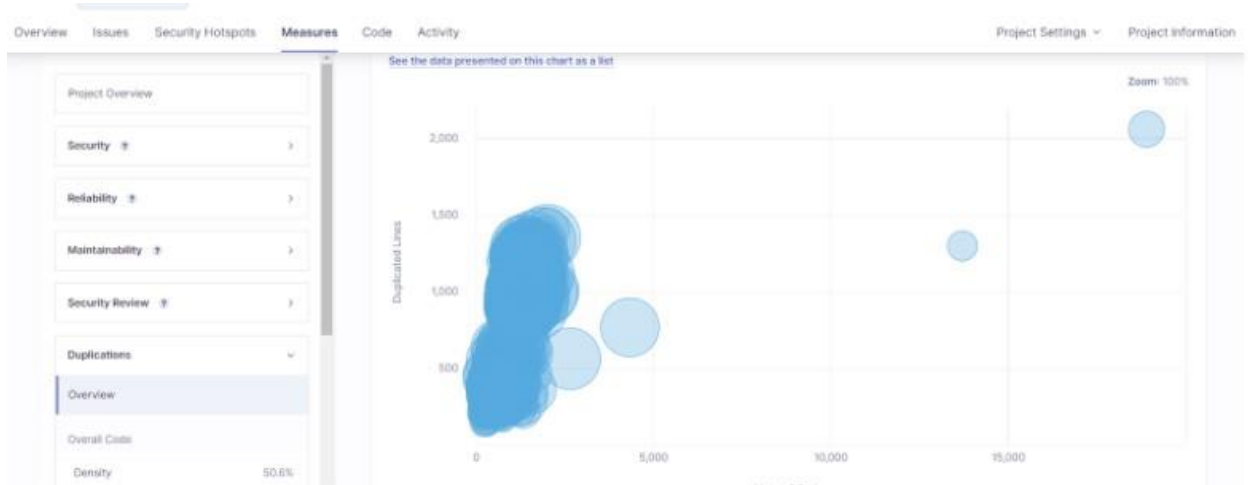 Overview Issues Security Hotspots Measures Code Activity Project Settings Project Information
See the data presented on this chart as a list
Project Overview
Zoom: 100%
Security ?
Reliability ?
Maintainability ?
Security Review ?
Duplications
Overview
Overall Code
Density 50.6%
2,000
1,500
1,000
500
Duplicated Lines
0 5,000 10,000 15,000